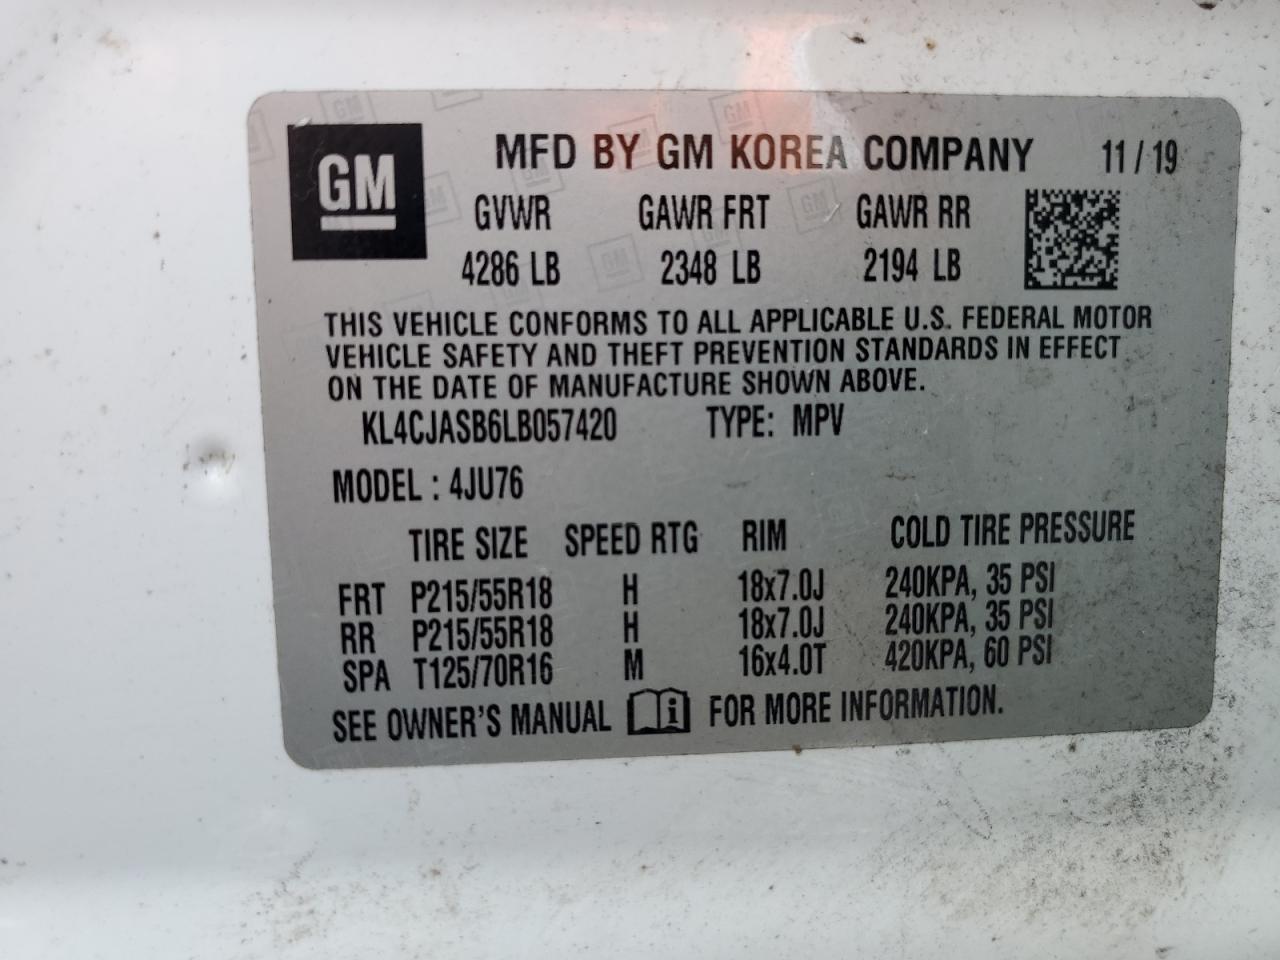 GM
MFD BY GM KOREA COMPANY 11 / 19
GVWR GAWR FRT GAWR RR
4286 LB 2348 LB 2194 LB
THIS VEHICLE CONFORMS TO ALL APPLICABLE U.S. FEDERAL MOTOR
VEHICLE SAFETY AND THEFT PREVENTION STANDARDS IN EFFECT
ON THE DATE OF MANUFACTURE SHOWN ABOVE.
KL4CJASB6LB057420 TYPE: MPV
MODEL : 4JU76
TIRE SIZE SPEED RTG RIM COLD TIRE PRESSURE
FRT P215/55R18 H 18x7.0J 240KPA, 35 PSI
RR P215/55R18 H 18x7.0J 240KPA, 35 PSI
SPA T125/70R16 M 16x4.0T 420KPA, 60 PSI
SEE OWNER'S MANUAL i FOR MORE INFORMATION.